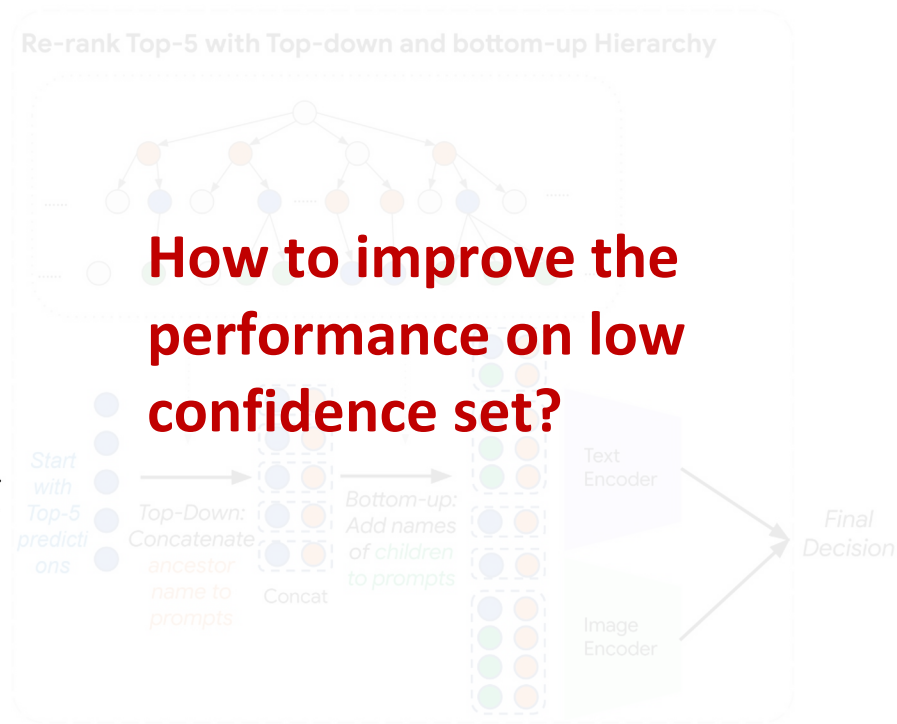 Re-rank Top-5 with Top-down and bottom-up Hierarchy
......
......
......
......
How to improve the
performance on low
confidence set?
Start
with
Top-5
predicti
ons
Top-Down:
Concatenate
ancestor
name to
prompts
Concat
Bottom-up:
Add names
of children
to prompts
Text
Encoder
Image
Encoder
Final
Decision